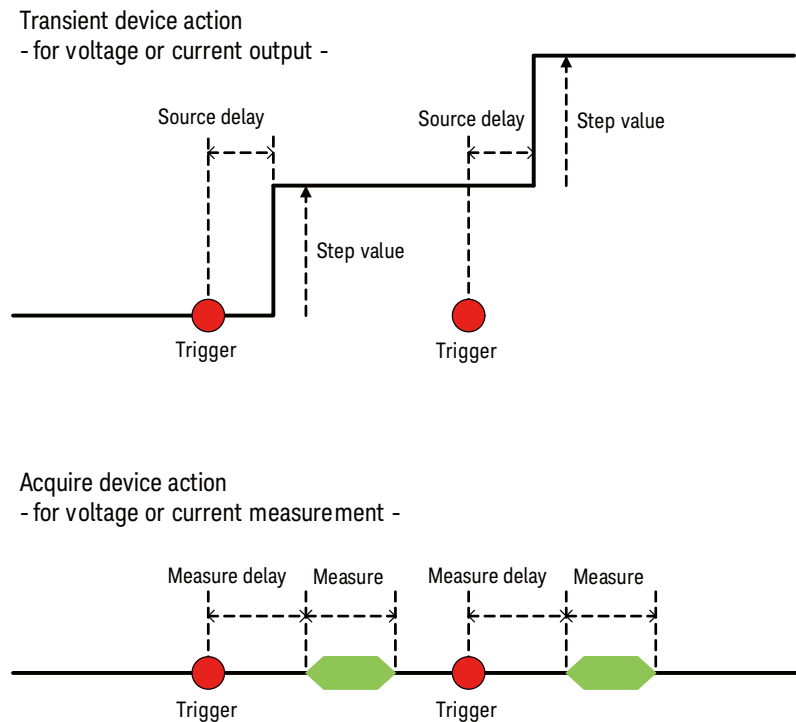 Transient device action
- for voltage or current output -
Source delay
Source delay
Step value
Step value
Trigger
Trigger
Acquire device action
- for voltage or current measurement -
Measure delay
Measure
Measure delay
Measure
Trigger
Trigger